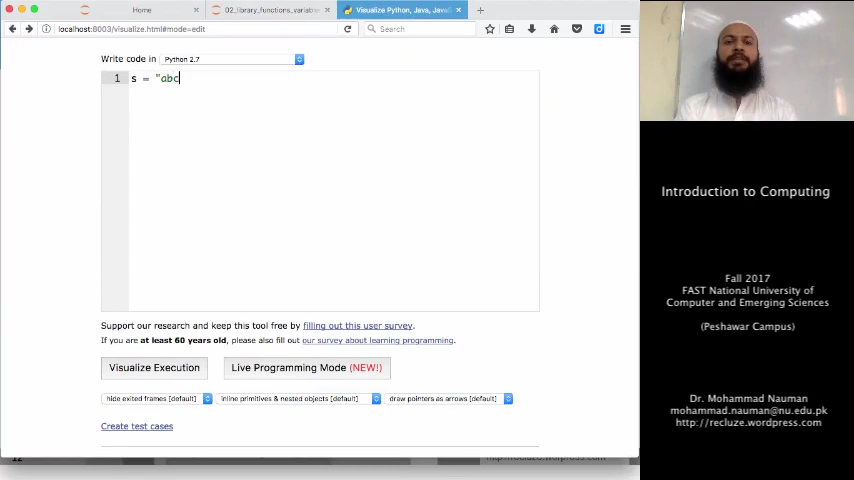 Home
02_library_functions_variable
Visualize Python, Java, JavaS
localhost:8003/visualize.html#mode=edit
Search
Write code in Python 2.7
1 s = "abc
Support our research and keep this tool free by filling out this user survey.
If you are at least 60 years old, please also fill out our survey about learning programming.
Visualize Execution
Live Programming Mode (NEW!)
hide exited frames [default]
inline primitives & nested objects [default]
draw pointers as arrows [default]
Create test cases
Introduction to Computing
Fall 2017
FAST National University of
Computer and Emerging Sciences
(Peshawar Campus)
Dr. Mohammad Nauman
mohammad.nauman@nu.edu.pk
http://recluze.wordpress.com